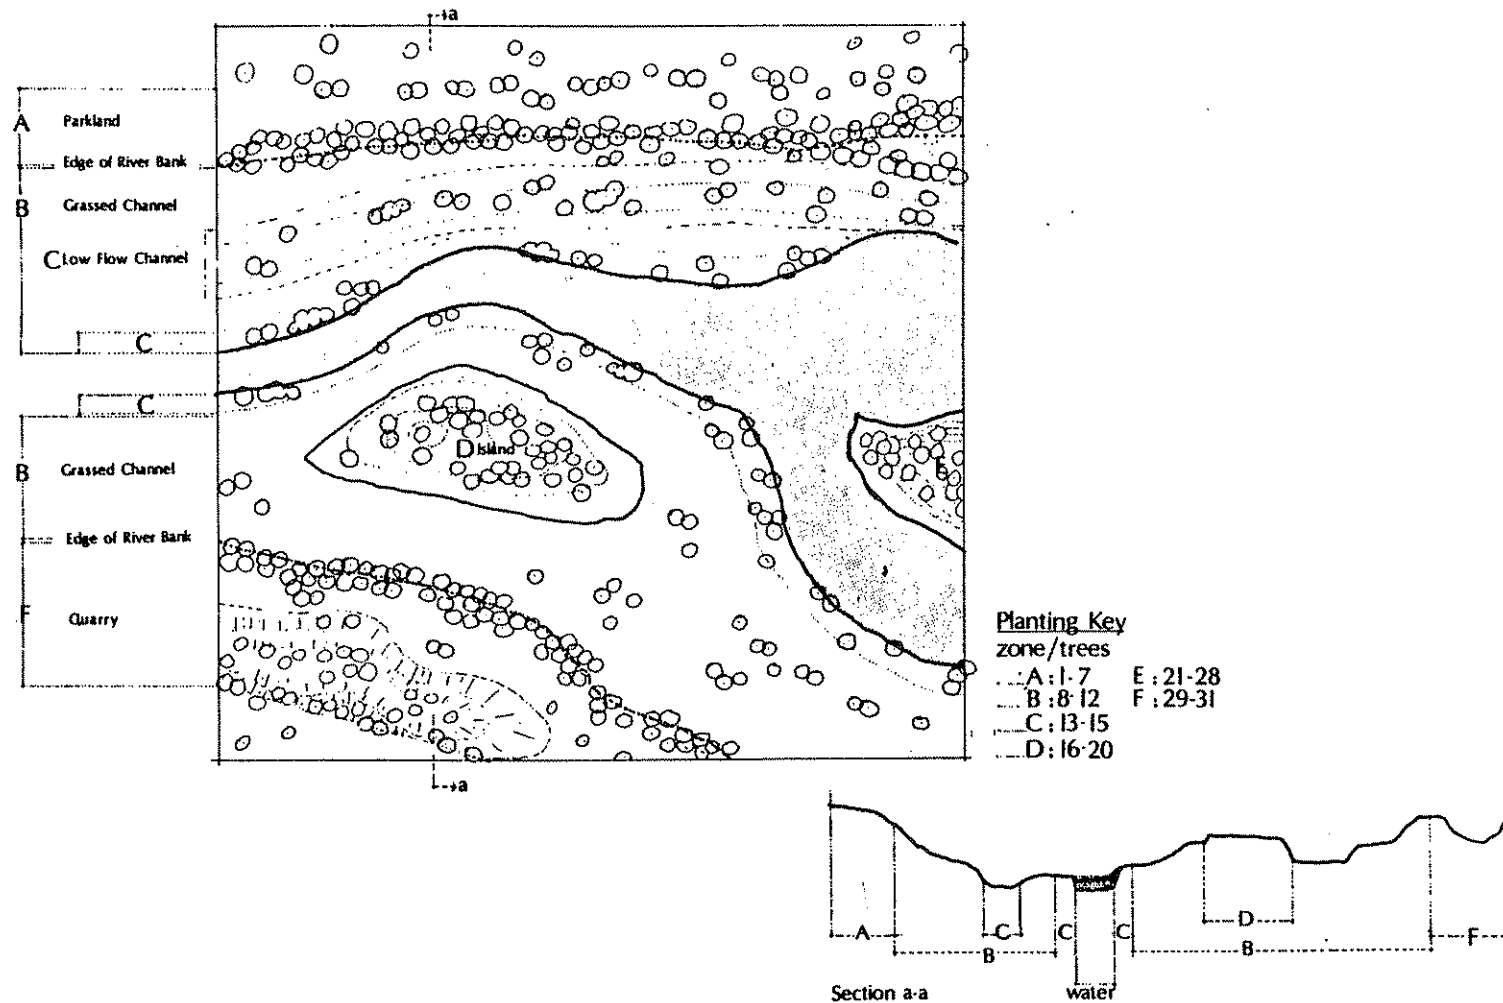 a
A Parkland
Edge of River Bank
B Grassed Channel
C Low Flow Channel
C
C
D Island
E
B Grassed Channel
Edge of River Bank
F Quarry
a
Planting Key
zone/trees
A : 1-7 E : 21-28
B : 8-12 F : 29-31
C : 13-15
D : 16-20
A C C C D F
B B
Section a-a water